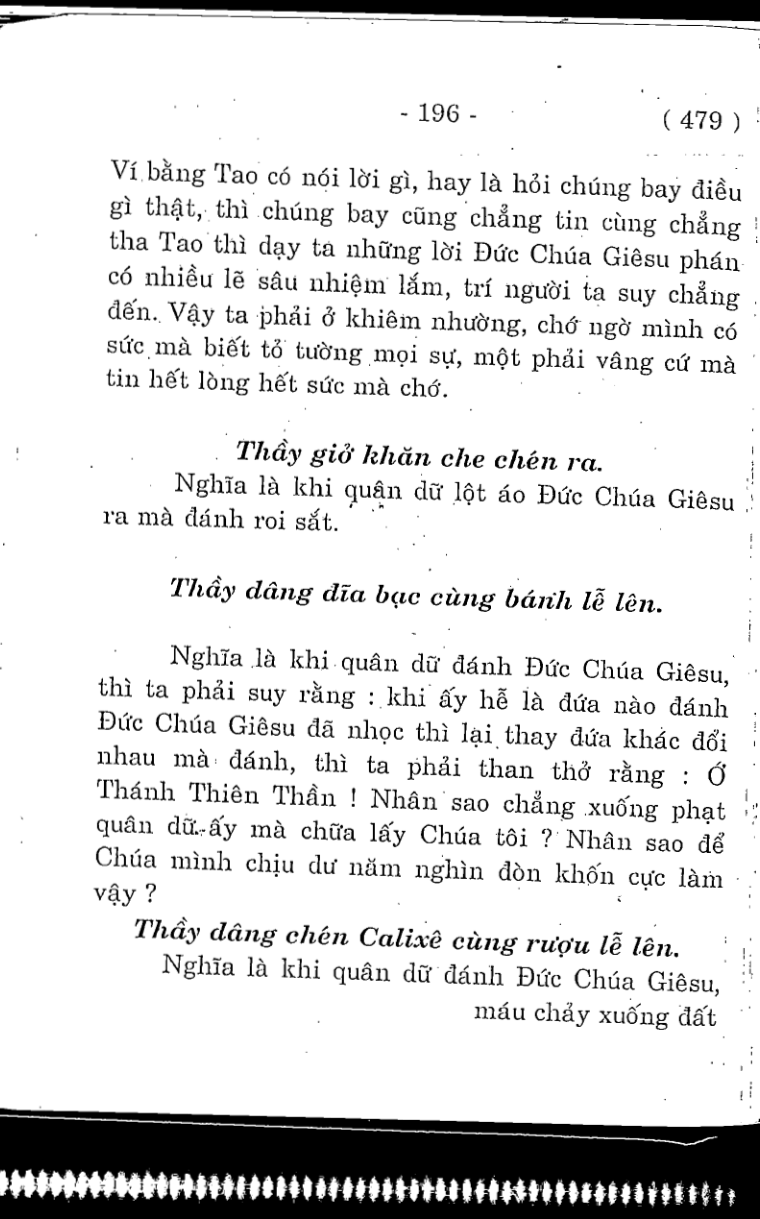 - 196 -
( 479 )
Ví bằng Tao có nói lời gì, hay là hỏi chúng bay điều
gì thật, thì chúng bay cũng chẳng tin cùng chẳng
tha Tao thì dạy ta những lời Đức Chúa Giêsu phán
có nhiều lẽ sâu nhiệm lắm, trí người ta suy chẳng
đến. Vậy ta phải ở khiêm nhường, chớ ngờ mình có
sức mà biết tỏ tường mọi sự, một phải vâng cứ mà
tin hết lòng hết sức mà chớ.
Thầy giở khăn che chén ra.
Nghĩa là khi quân dữ lột áo Đức Chúa Giêsu
ra mà đánh roi sắt.
Thầy dâng đĩa bạc cùng bánh lễ lên.
Nghĩa là khi quân dữ đánh Đức Chúa Giêsu,
thì ta phải suy rằng : khi ấy hễ là đứa nào đánh
Đức Chúa Giêsu đã nhọc thì lại thay đứa khác đổi
nhau mà đánh, thì ta phải than thở rằng : Ớ
Thánh Thiên Thần ! Nhân sao chẳng xuống phạt
quân dữ ấy mà chữa lấy Chúa tôi ? Nhân sao để
Chúa mình chịu dư năm nghìn đòn khốn cực làm
vậy ?
Thầy dâng chén Calixê cùng rượu lễ lên.
Nghĩa là khi quân dữ đánh Đức Chúa Giêsu,
máu chảy xuống đất